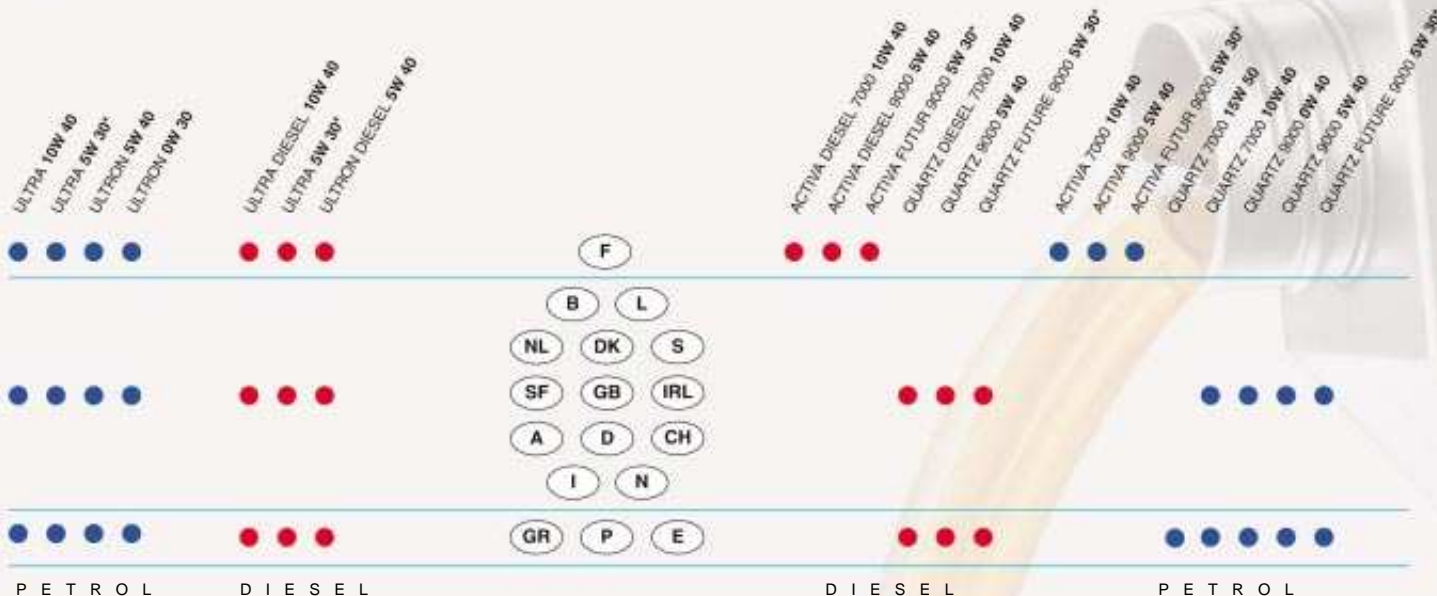 ULTRA 10W 40
ULTRA 5W 30*
ULTRON 5W 40
ULTRON 0W 30
ULTRA DIESEL 10W 40
ULTRA 5W 30*
ULTRON DIESEL 5W 40
ACTIVA DIESEL 7000 10W 40
ACTIVA DIESEL 9000 5W 40
ACTIVA FUTUR 9000 5W 30*
QUARTZ DIESEL 7000 10W 40
QUARTZ 9000 5W 40
QUARTZ FUTURE 9000 5W 30*
ACTIVA 7000 10W 40
ACTIVA 9000 5W 40
ACTIVA FUTUR 9000 5W 30*
QUARTZ 7000 15W 50
QUARTZ 7000 10W 40
QUARTZ 9000 0W 40
QUARTZ 9000 5W 40
QUARTZ FUTURE 9000 5W 30*
F
B L
NL DK S
SF GB IRL
A D CH
I N
GR P E
PETROL DIESEL DIESEL PETROL